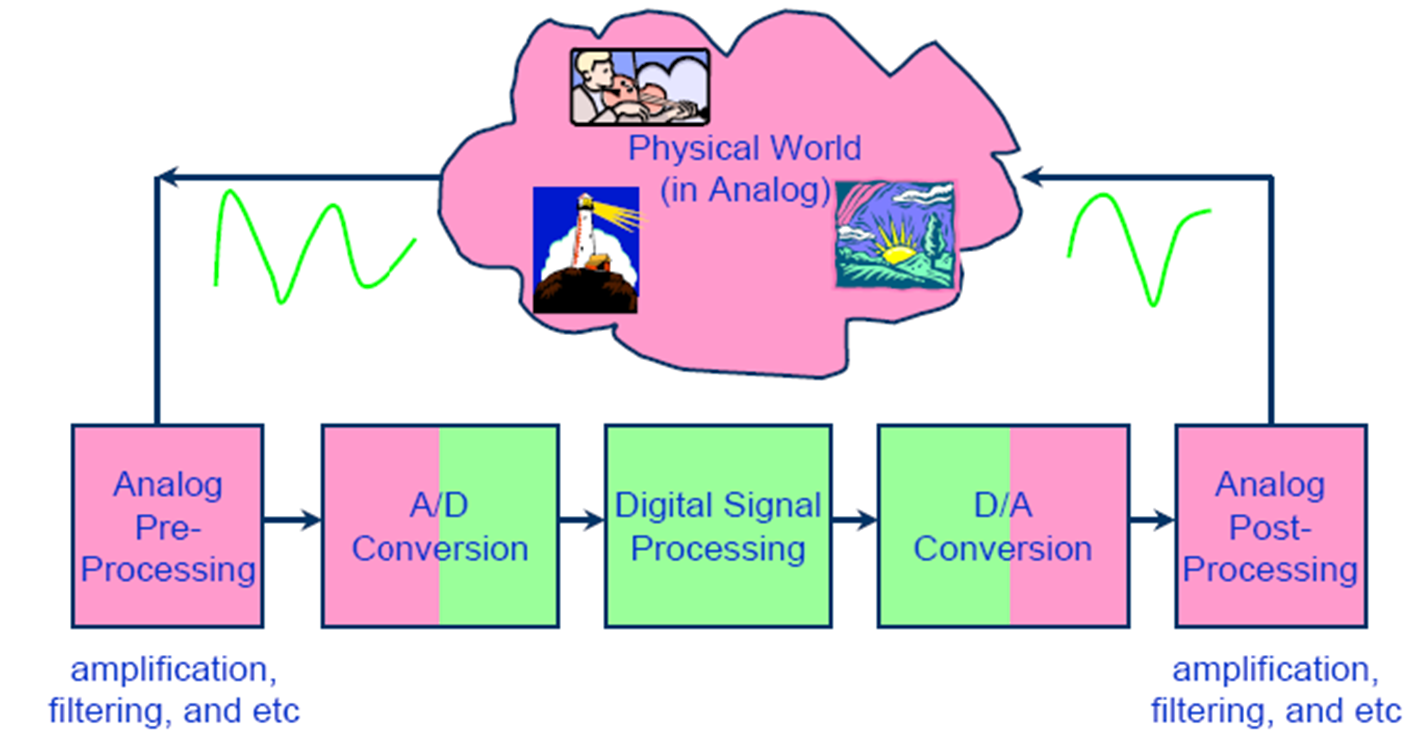 Physical World
(in Analog)
Analog
Pre-
Processing
A/D
Conversion
Digital Signal
Processing
D/A
Conversion
Analog
Post-
Processing
amplification,
filtering, and etc
amplification,
filtering, and etc